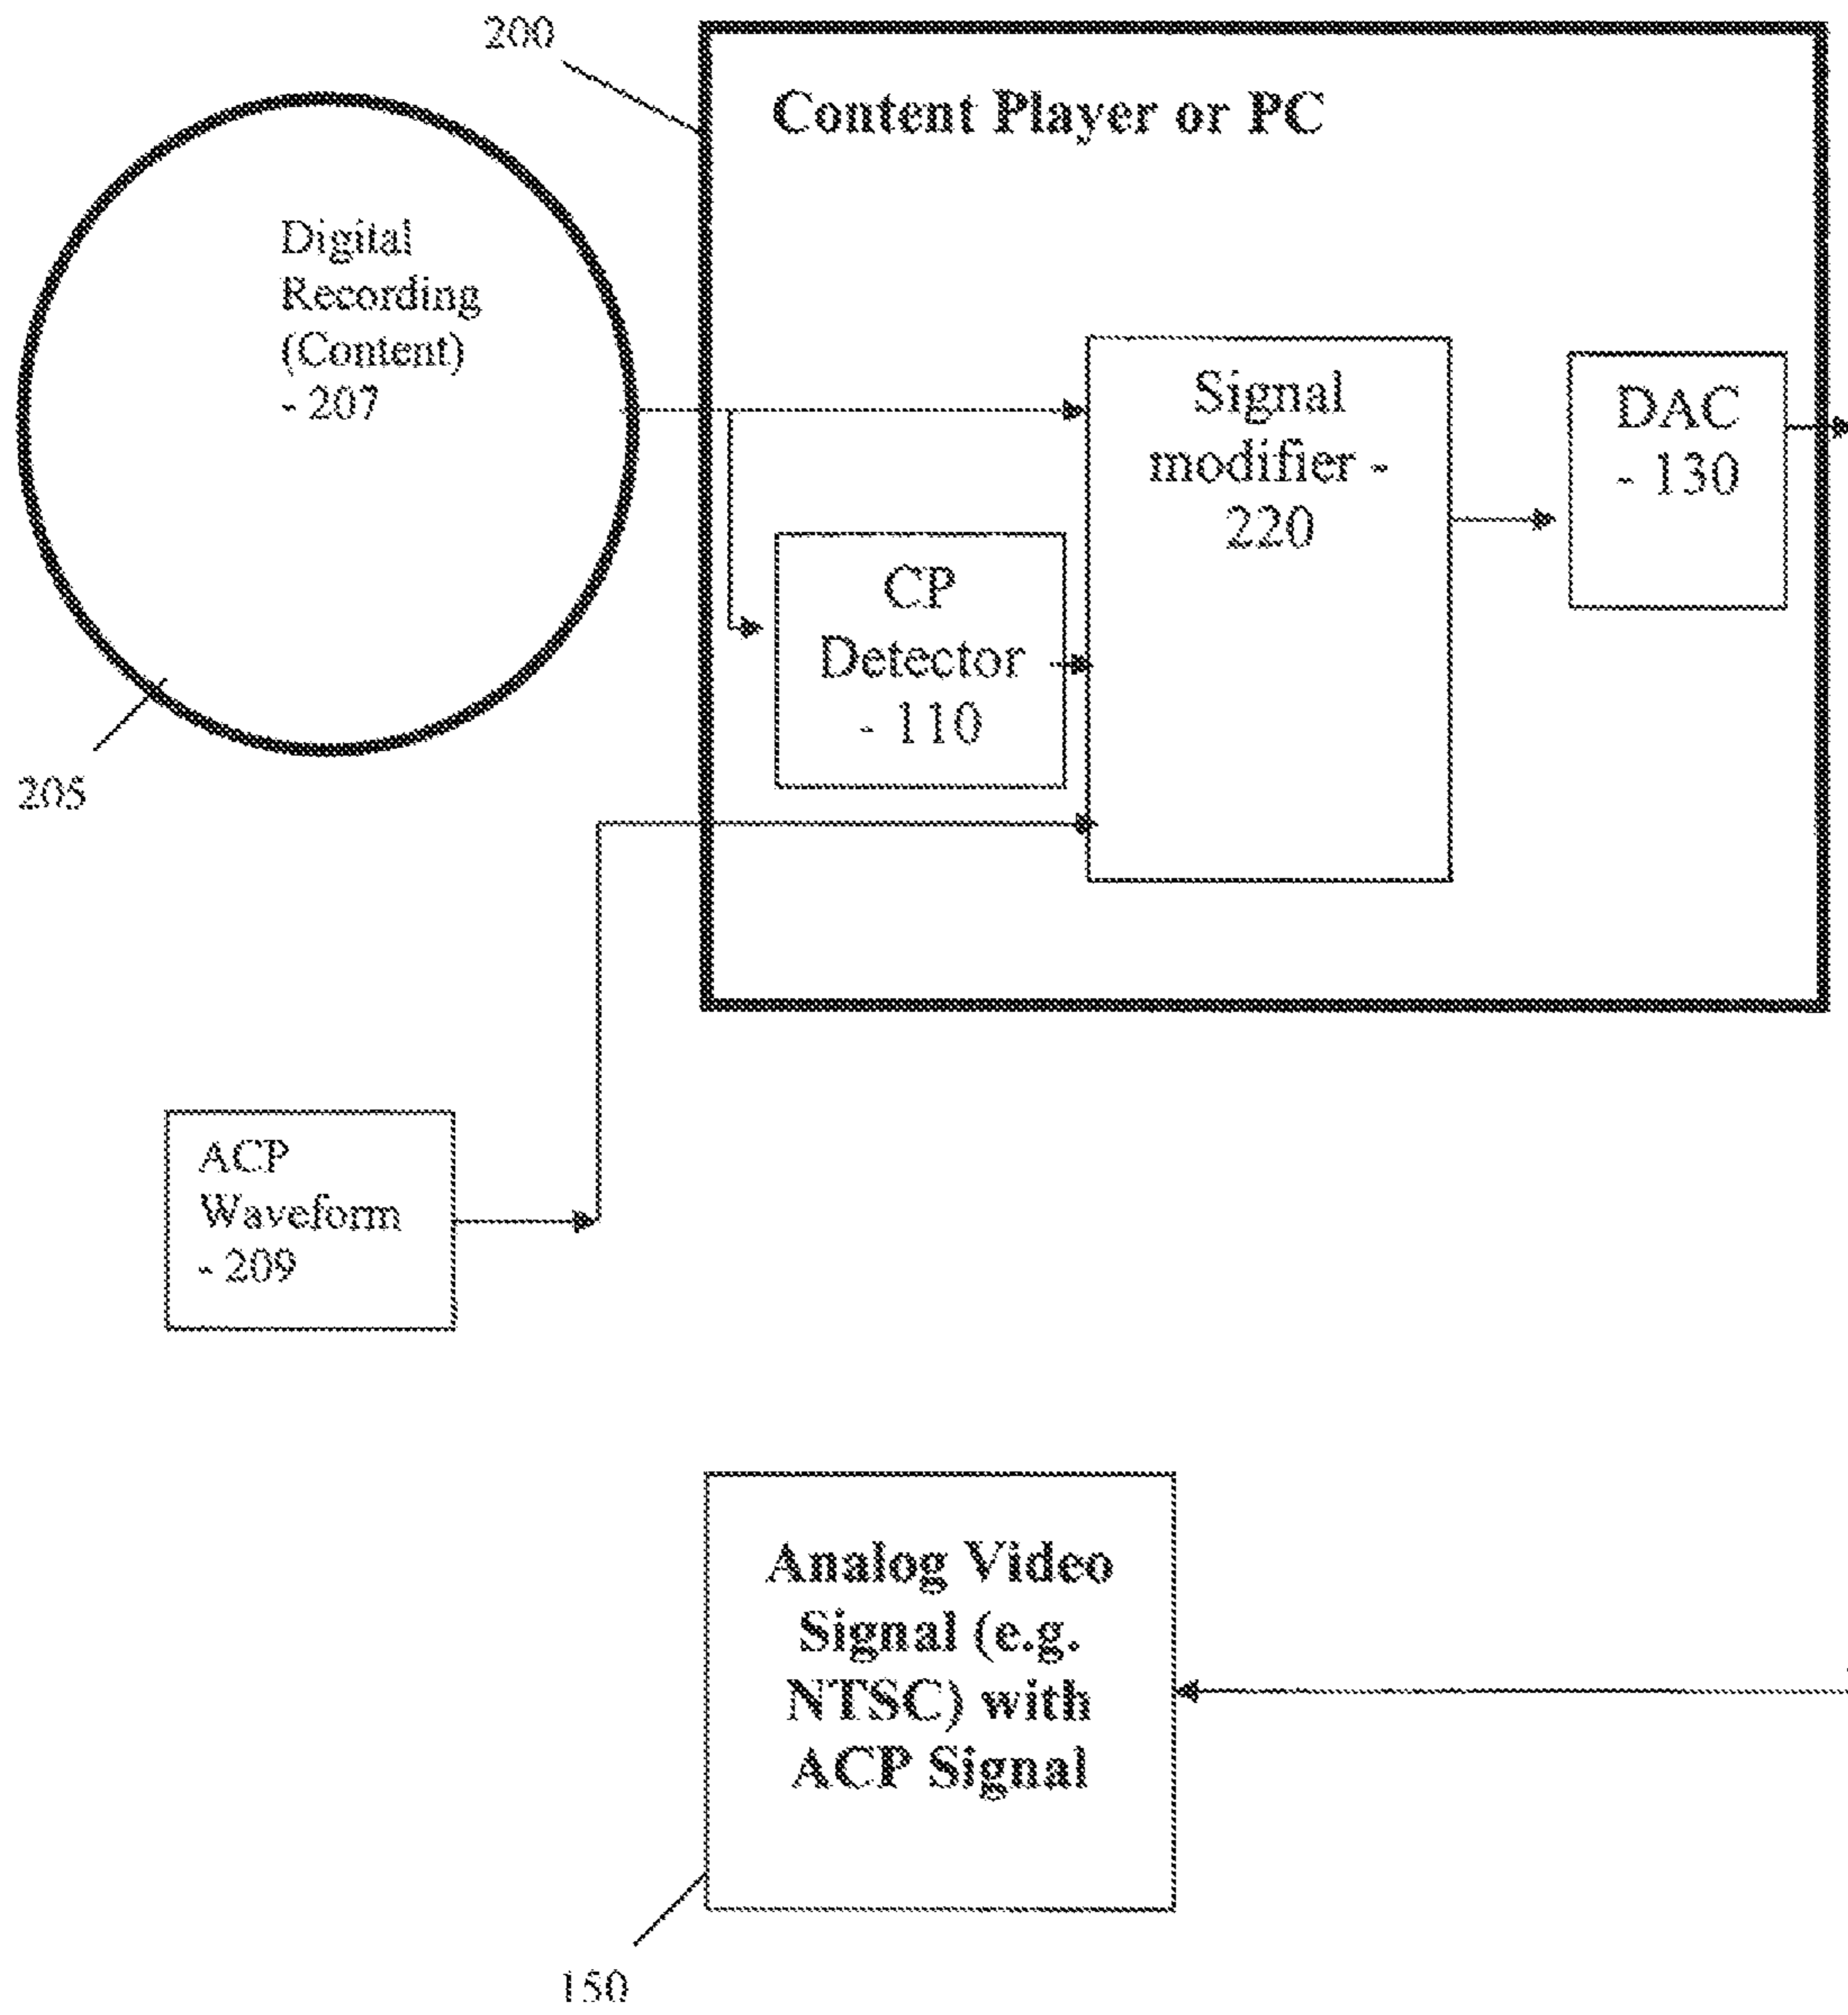 200
Content Player or PC
Digital
Recording
(Content)
- 207
Signal
modifier -
220
DAC
- 130
CP
Detector
- 110
205
ACP
Waveform
- 209
Analog Video
Signal (e.g.
NTSC) with
ACP Signal
150